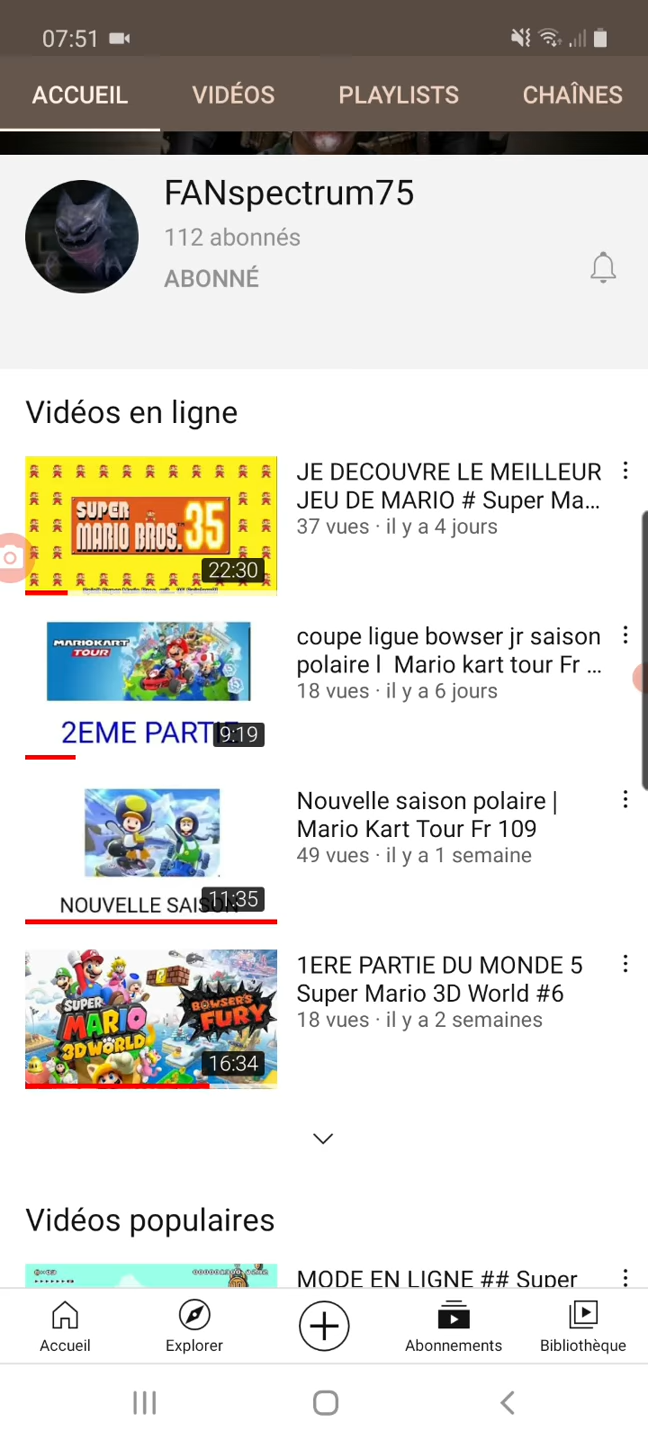 07:51
ACCUEIL VIDÉOS PLAYLISTS CHAÎNES
FANspectrum75
112 abonnés
ABONNÉ
Vidéos en ligne
SUPER
MARIO BROS. 35
22:30
JE DECOUVRE LE MEILLEUR
JEU DE MARIO # Super Ma...
37 vues · il y a 4 jours
MARIOKART
TOUR
2EME PARTIE
9:19
coupe ligue bowser jr saison
polaire l Mario kart tour Fr ...
18 vues · il y a 6 jours
NOUVELLE SAISON
11:35
Nouvelle saison polaire |
Mario Kart Tour Fr 109
49 vues · il y a 1 semaine
SUPER
MARIO
3D WORLD
BOWSER'S
FURY
16:34
1ERE PARTIE DU MONDE 5
Super Mario 3D World #6
18 vues · il y a 2 semaines
Vidéos populaires
MODE EN LIGNE ## Super
Accueil Explorer Abonnements Bibliothèque